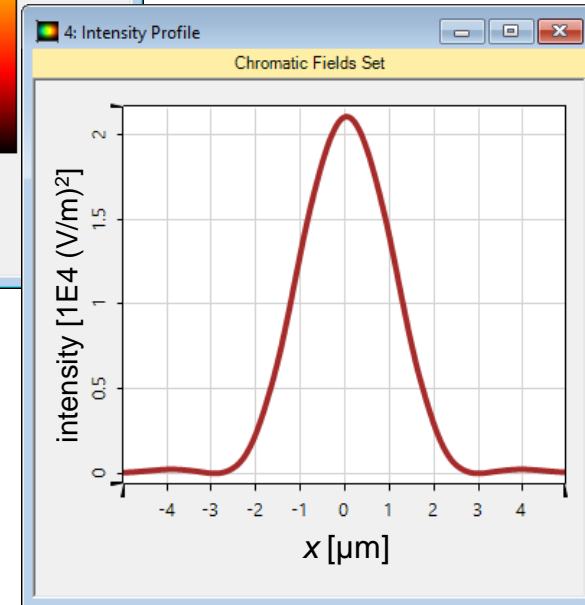 4: Intensity Profile
Chromatic Fields Set
intensity [1E4 (V/m)²]
2
1.5
1
0.5
0
-4 -3 -2 -1 0 1 2 3 4
x [µm]